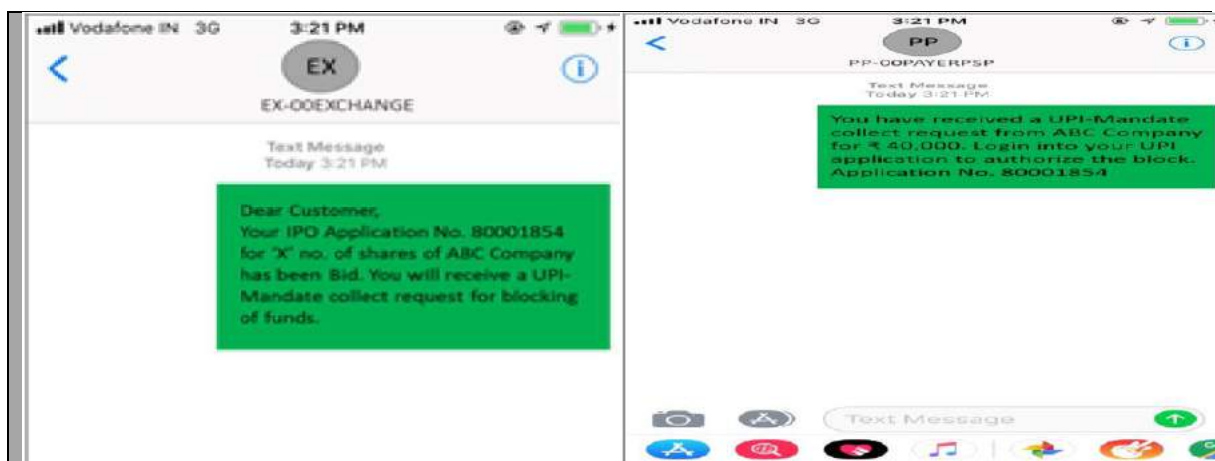 Vodafone IN 3G 3:21 PM
EX
EX-OOEXCHANGE
Text Message
Today 3:21 PM
Dear Customer,
Your IPO Application No. 80001854
for "X" no. of shares of ABC Company
has been Bid. You will receive a UPI-
Mandate collect request for blocking
of funds.
Vodafone IN 3G 3:21 PM
PP
PP-OOPAYERPSP
Text Message
Today 3:21 PM
You have received a UPI-Mandate
collect request from ABC Company
for ₹ 40,000. Login into your UPI
application to authorize the block.
Application No. 80001854
Text Message